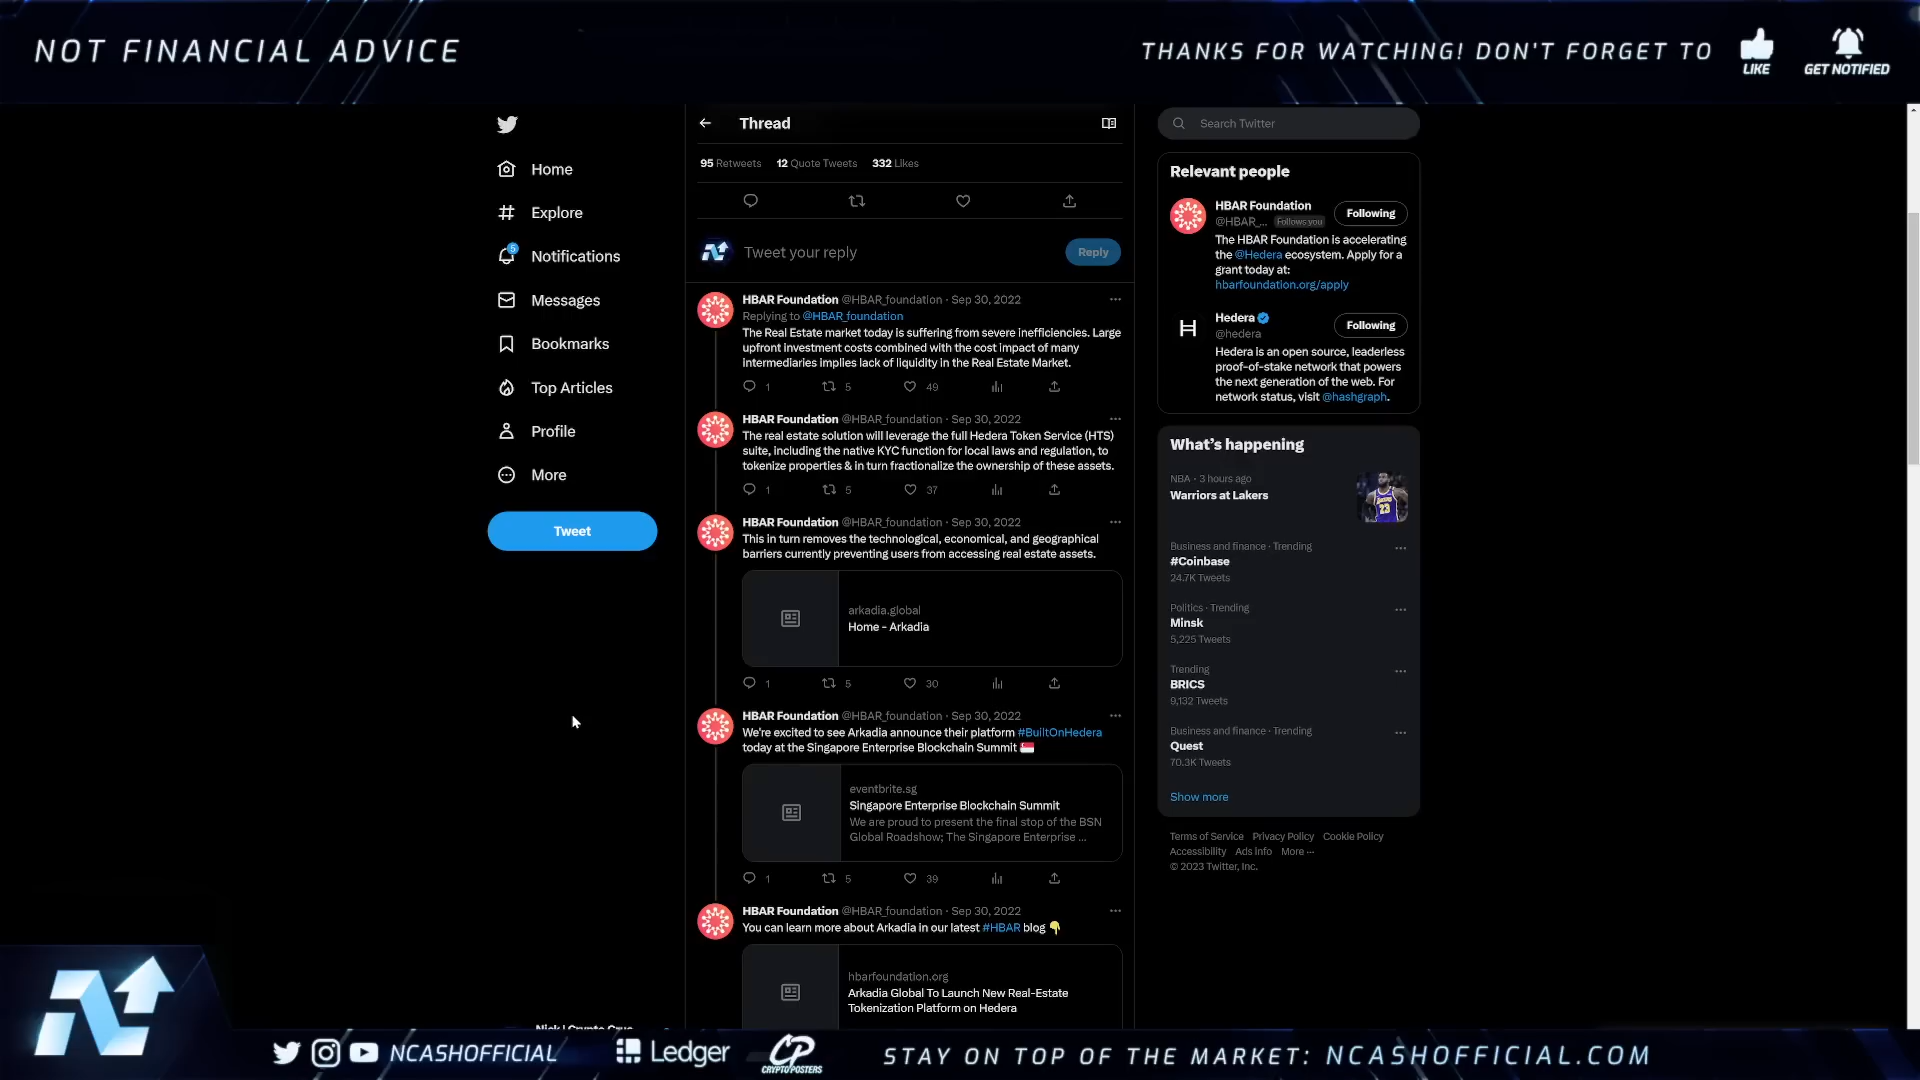 NOT FINANCIAL ADVICE
THANKS FOR WATCHING! DON'T FORGET TO
LIKE
GET NOTIFIED
Home
Explore
5
Notifications
Messages
Bookmarks
Top Articles
Profile
More
Tweet
Thread
95 Retweets 12 Quote Tweets 332 Likes
Tweet your reply
Reply
HBAR Foundation @HBAR_foundation · Sep 30, 2022
Replying to @HBAR_foundation
The Real Estate market today is suffering from severe inefficiencies. Large
upfront investment costs combined with the cost impact of many
intermediaries implies lack of liquidity in the Real Estate Market.
1 5 49
HBAR Foundation @HBAR_foundation · Sep 30, 2022
The real estate solution will leverage the full Hedera Token Service (HTS)
suite, including the native KYC function for local laws and regulation, to
tokenize properties & in turn fractionalize the ownership of these assets.
1 5 37
HBAR Foundation @HBAR_foundation · Sep 30, 2022
This in turn removes the technological, economical, and geographical
barriers currently preventing users from accessing real estate assets.
arkadia.global
Home - Arkadia
1 5 30
HBAR Foundation @HBAR_foundation · Sep 30, 2022
We're excited to see Arkadia announce their platform #BuiltOnHedera
today at the Singapore Enterprise Blockchain Summit 🇸🇬
eventbrite.sg
Singapore Enterprise Blockchain Summit
We are proud to present the final stop of the BSN
Global Roadshow; The Singapore Enterprise ...
1 5 39
HBAR Foundation @HBAR_foundation · Sep 30, 2022
You can learn more about Arkadia in our latest #HBAR blog 👇
hbarfoundation.org
Arkadia Global To Launch New Real-Estate
Tokenization Platform on Hedera
Search Twitter
Relevant people
HBAR Foundation
@HBAR_... Follows you
Following
The HBAR Foundation is accelerating
the @Hedera ecosystem. Apply for a
grant today at:
hbarfoundation.org/apply
Hedera
@hedera
Following
Hedera is an open source, leaderless
proof-of-stake network that powers
the next generation of the web. For
network status, visit @hashgraph.
What's happening
NBA · 3 hours ago
Warriors at Lakers
Business and finance · Trending
#Coinbase
24.7K Tweets
Politics · Trending
Minsk
5,225 Tweets
Trending
BRICS
9,132 Tweets
Business and finance · Trending
Quest
70.3K Tweets
Show more
Terms of Service Privacy Policy Cookie Policy
Accessibility Ads info More ...
© 2023 Twitter, Inc.
NCASHOFFICIAL
Ledger
CP
CRYPTOPOSTERS
STAY ON TOP OF THE MARKET: NCASHOFFICIAL.COM